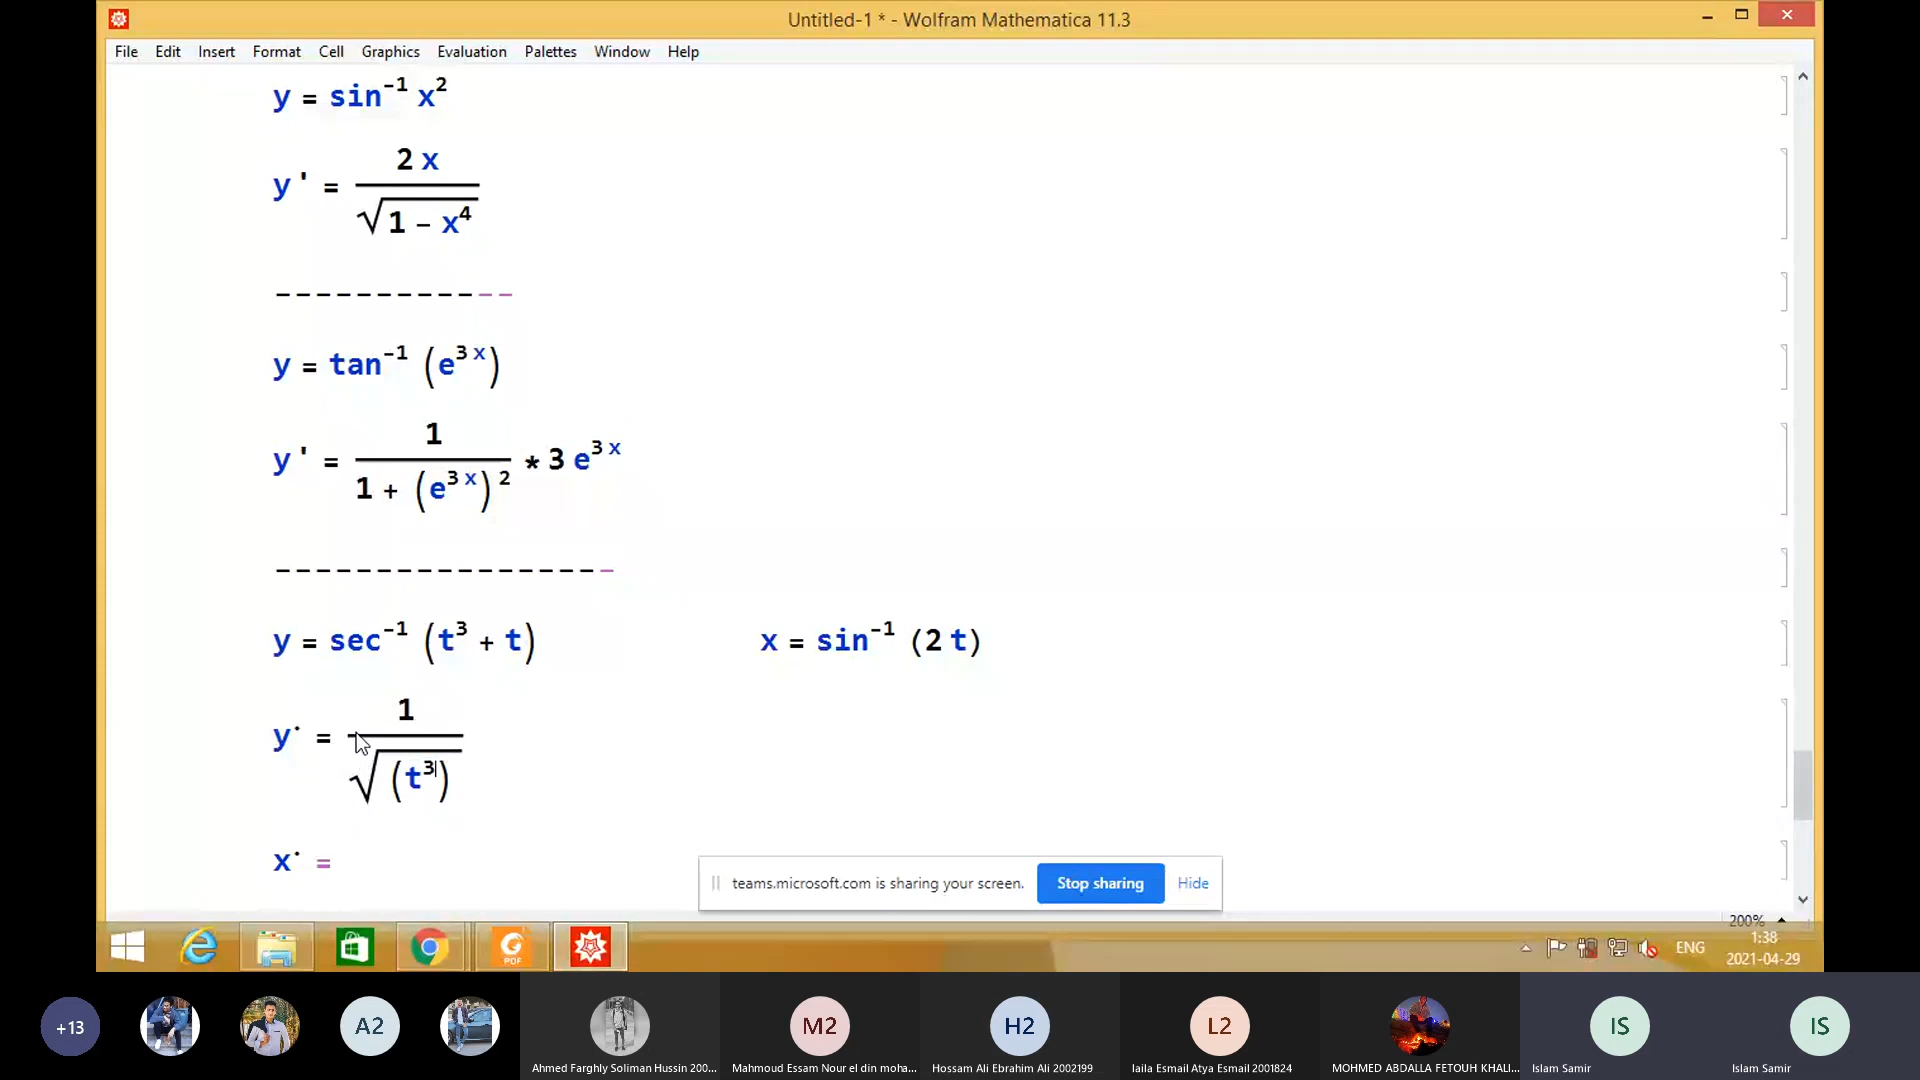 Untitled-1 * - Wolfram Mathematica 11.3
File Edit Insert Format Cell Graphics Evaluation Palettes Window Help
y = sin⁻¹ x²
y ' = 2 x / √(1 − x⁴)
------------
y = tan⁻¹ (e^(3 x))
y ' = 1 / (1 + (e^(3 x))²) * 3 e^(3 x)
-----------------
y = sec⁻¹ (t³ + t) x = sin⁻¹ (2 t)
y˙ = 1 / √((t³))
x˙ =
teams.microsoft.com is sharing your screen. Stop sharing Hide
200%
PDF
ENG
1:38
2021-04-29
+13
A2
M2
H2
L2
IS
IS
Ahmed Farghly Soliman Hussin 200...
Mahmoud Essam Nour el din moha...
Hossam Ali Ebrahim Ali 2002199
laila Esmail Atya Esmail 2001824
MOHMED ABDALLA FETOUH KHALI...
Islam Samir
Islam Samir